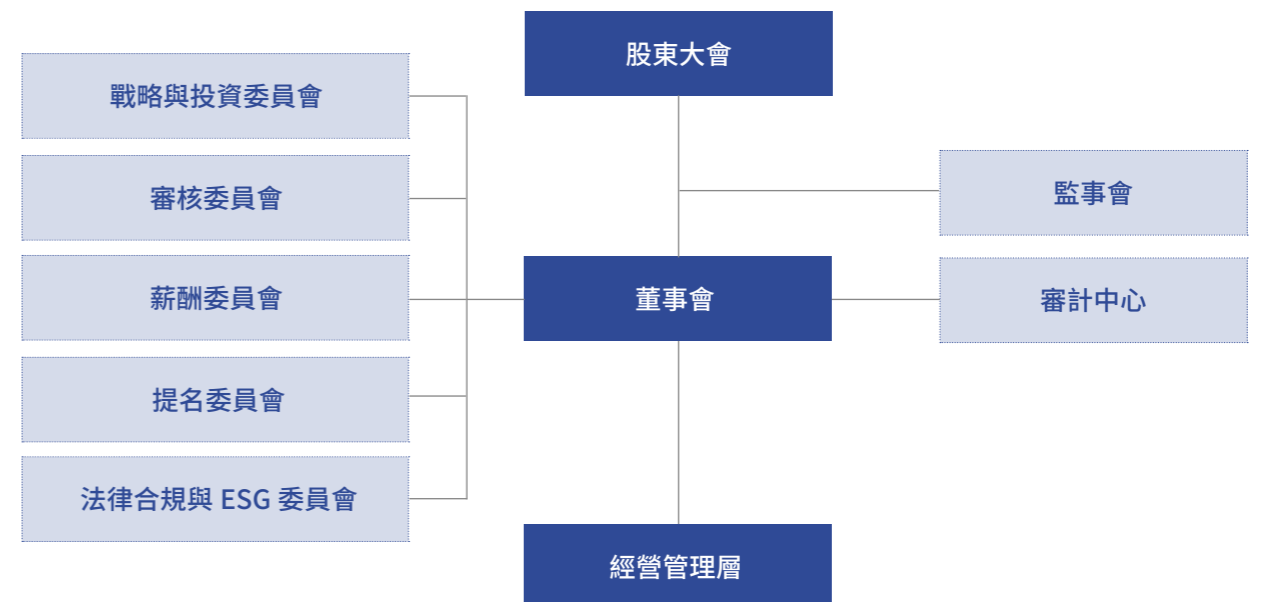 股東大會
戰略與投資委員會
審核委員會
監事會
薪酬委員會
董事會
審計中心
提名委員會
法律合規與 ESG 委員會
經營管理層